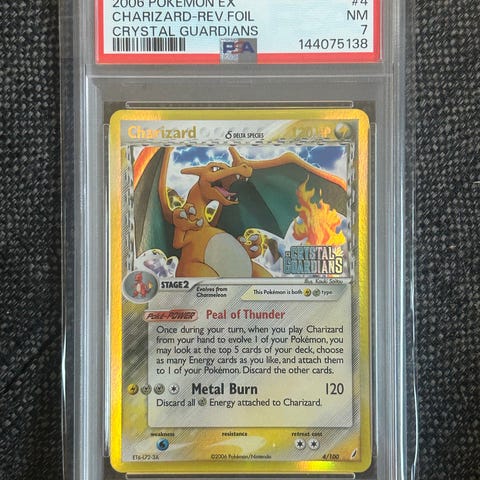 2006 POKEMON EX #4
CHARIZARD-REV.FOIL NM
CRYSTAL GUARDIANS 7
PSA 144075138
Charizard δ DELTA SPECIES 120 HP
CRYSTAL
GUARDIANS
Illus. Kouki Saitou
STAGE 2
Evolves from
Charmeleon
This Pokémon is both type.
POKé-POWER Peal of Thunder
Once during your turn, when you play Charizard
from your hand to evolve 1 of your Pokémon, you
may look at the top 5 cards of your deck, choose
as many Energy cards as you like, and attach them
to 1 of your Pokémon. Discard the other cards.
Metal Burn 120
Discard all Energy attached to Charizard.
weakness resistance retreat cost
©2006 Pokémon/Nintendo 4/100